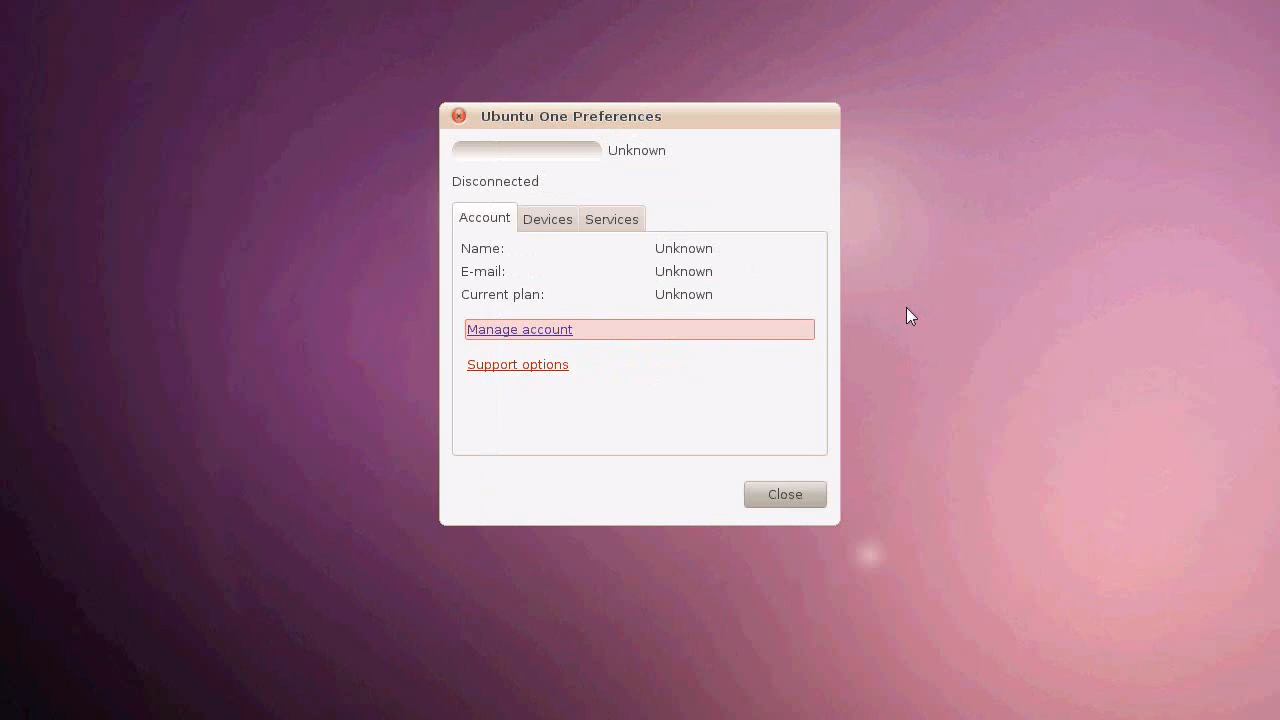 Ubuntu One Preferences
Unknown
Disconnected
Account Devices Services
Name: Unknown
E-mail: Unknown
Current plan: Unknown
Manage account
Support options
Close